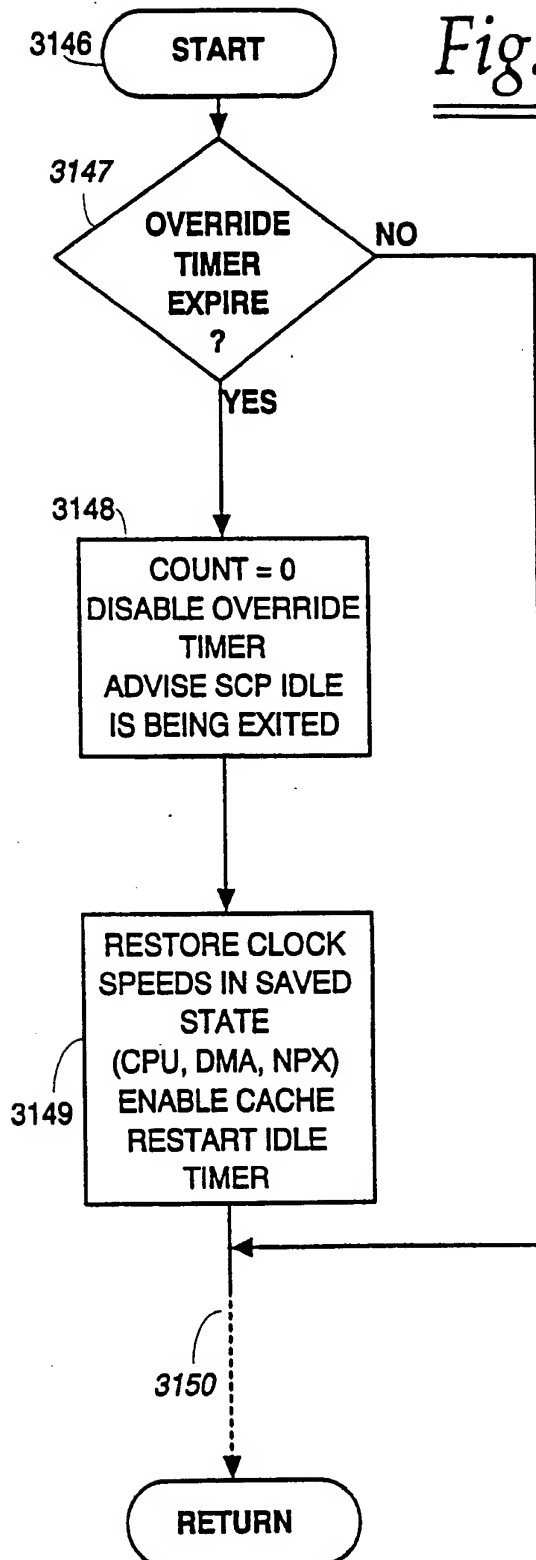 3146
START
Fig.
3147
OVERRIDE
TIMER
EXPIRE
?
NO
YES
3148
COUNT = 0
DISABLE OVERRIDE
TIMER
ADVISE SCP IDLE
IS BEING EXITED
RESTORE CLOCK
SPEEDS IN SAVED
STATE
(CPU, DMA, NPX)
ENABLE CACHE
RESTART IDLE
TIMER
3149
3150
RETURN